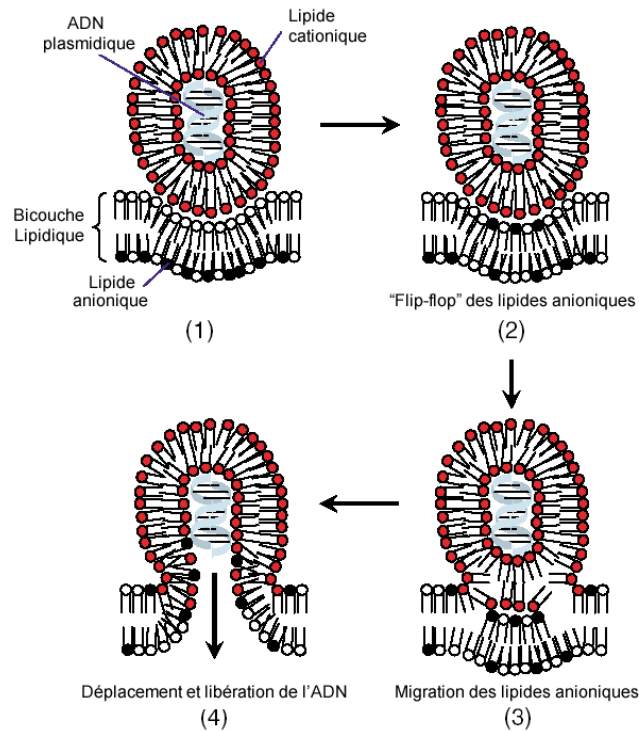 ADN
plasmidique
Lipide
cationique
Bicouche
Lipidique
Lipide
anionique
(1)
"Flip-flop" des lipides anioniques
(2)
Déplacement et libération de l'ADN
(4)
Migration des lipides anioniques
(3)